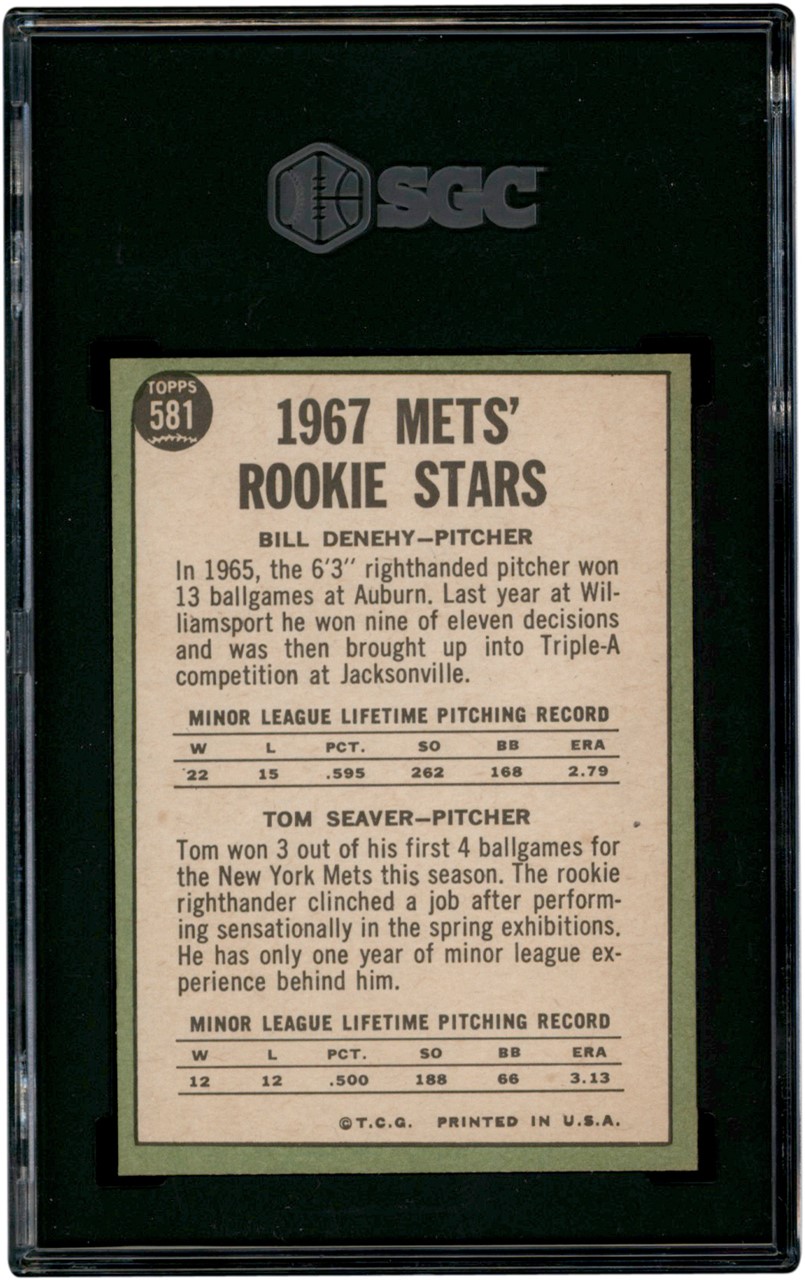 SGC
TOPPS
581
1967 METS'
ROOKIE STARS
BILL DENEHY—PITCHER
In 1965, the 6'3" righthanded pitcher won
13 ballgames at Auburn. Last year at Wil-
liamsport he won nine of eleven decisions
and was then brought up into Triple-A
competition at Jacksonville.
MINOR LEAGUE LIFETIME PITCHING RECORD
W L PCT. SO BB ERA
22 15 .595 262 168 2.79
TOM SEAVER—PITCHER
Tom won 3 out of his first 4 ballgames for
the New York Mets this season. The rookie
righthander clinched a job after perform-
ing sensationally in the spring exhibitions.
He has only one year of minor league ex-
perience behind him.
MINOR LEAGUE LIFETIME PITCHING RECORD
W L PCT. SO BB ERA
12 12 .500 188 66 3.13
©T.C.G. PRINTED IN U.S.A.